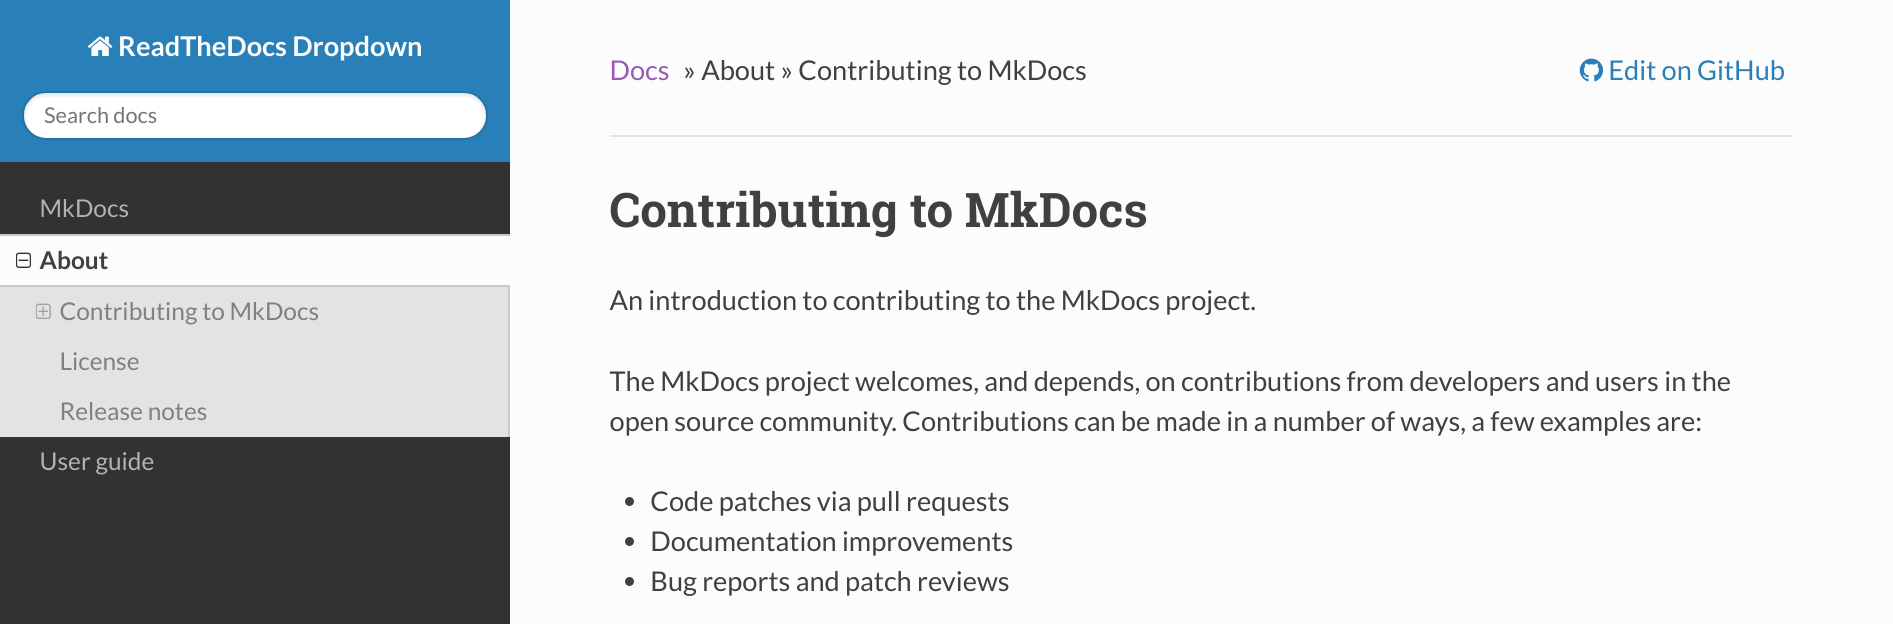 ReadTheDocs Dropdown
Search docs
MkDocs
About
Contributing to MkDocs
License
Release notes
User guide
Docs » About » Contributing to MkDocs
Edit on GitHub
Contributing to MkDocs
An introduction to contributing to the MkDocs project.
The MkDocs project welcomes, and depends, on contributions from developers and users in the
open source community. Contributions can be made in a number of ways, a few examples are:
• Code patches via pull requests
• Documentation improvements
• Bug reports and patch reviews